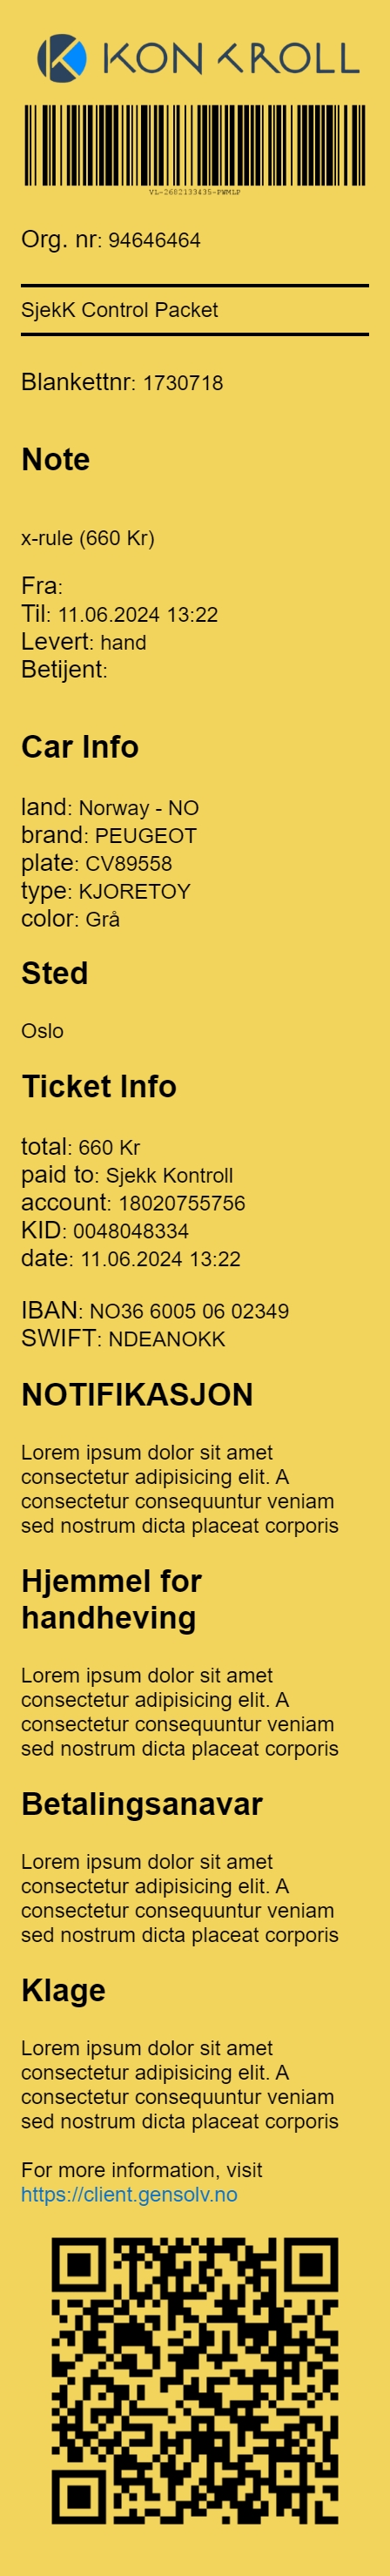 KONKROLL
VL-2682133435-PWMLP
Org. nr: 94646464
SjekK Control Packet
Blankettnr: 1730718
Note
x-rule (660 Kr)
Fra:
Til: 11.06.2024 13:22
Levert: hand
Betijent:
Car Info
land: Norway - NO
brand: PEUGEOT
plate: CV89558
type: KJORETOY
color: Grå
Sted
Oslo
Ticket Info
total: 660 Kr
paid to: Sjekk Kontroll
account: 18020755756
KID: 0048048334
date: 11.06.2024 13:22
IBAN: NO36 6005 06 02349
SWIFT: NDEANOKK
NOTIFIKASJON
Lorem ipsum dolor sit amet
consectetur adipisicing elit. A
consectetur consequuntur veniam
sed nostrum dicta placeat corporis
Hjemmel for
handheving
Lorem ipsum dolor sit amet
consectetur adipisicing elit. A
consectetur consequuntur veniam
sed nostrum dicta placeat corporis
Betalingsanavar
Lorem ipsum dolor sit amet
consectetur adipisicing elit. A
consectetur consequuntur veniam
sed nostrum dicta placeat corporis
Klage
Lorem ipsum dolor sit amet
consectetur adipisicing elit. A
consectetur consequuntur veniam
sed nostrum dicta placeat corporis
For more information, visit
https://client.gensolv.no